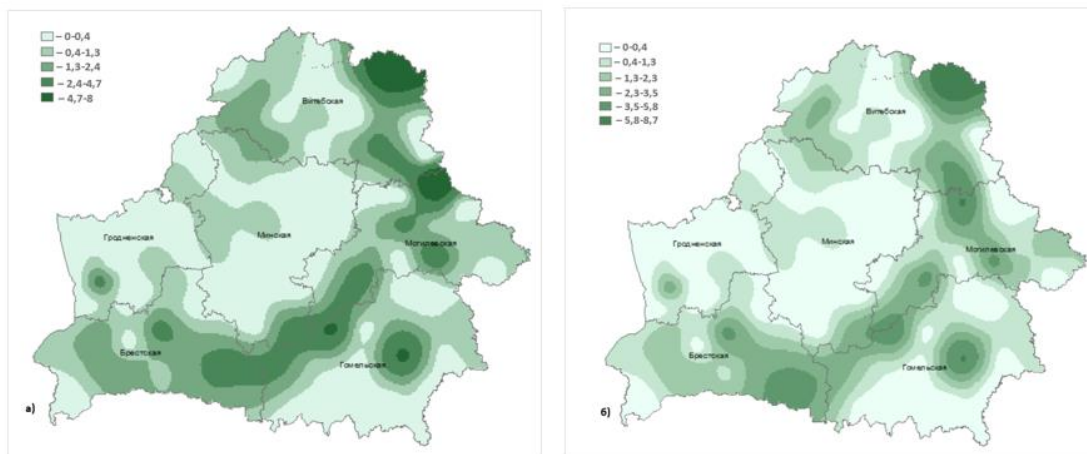 – 0-0,4
– 0,4-1,3
– 1,3-2,4
– 2,4-4,7
– 4,7-8
Витебская
Гродненская
Минская
Могилевская
Брестская
Гомельская
а)
– 0-0,4
– 0,4-1,3
– 1,3-2,3
– 2,3-3,5
– 3,5-5,8
– 5,8-8,7
Витебская
Гродненская
Минская
Могилевская
Брестская
Гомельская
б)